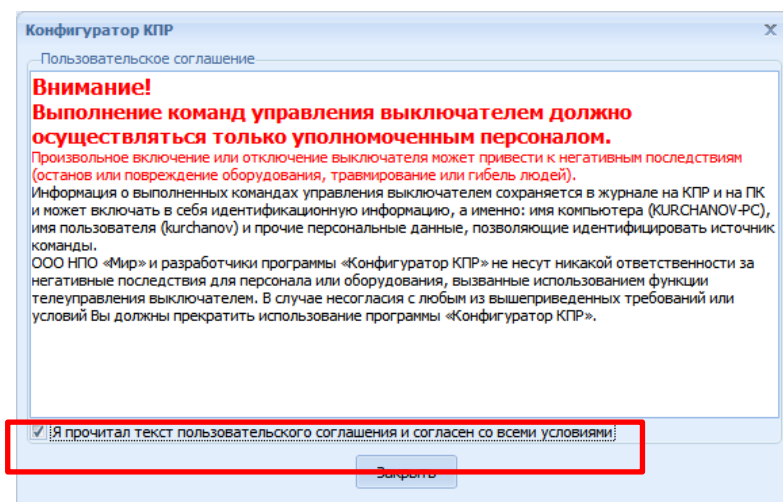 Конфигуратор КПР
Пользовательское соглашение
Внимание!
Выполнение команд управления выключателем должно
осуществляться только уполномоченным персоналом.
Произвольное включение или отключение выключателя может привести к негативным последствиям
(останов или повреждение оборудования, травмирование или гибель людей).
Информация о выполненных командах управления выключателем сохраняется в журнале на КПР и на ПК
и может включать в себя идентификационную информацию, а именно: имя компьютера (KURCHANOV-PC),
имя пользователя (kurchanov) и прочие персональные данные, позволяющие идентифицировать источник
команды.
ООО НПО «Мир» и разработчики программы «Конфигуратор КПР» не несут никакой ответственности за
негативные последствия для персонала или оборудования, вызванные использованием функции
телеуправления выключателем. В случае несогласия с любым из вышеприведенных требований или
условий Вы должны прекратить использование программы «Конфигуратор КПР».
Я прочитал текст пользовательского соглашения и согласен со всеми условиями
Закрыть